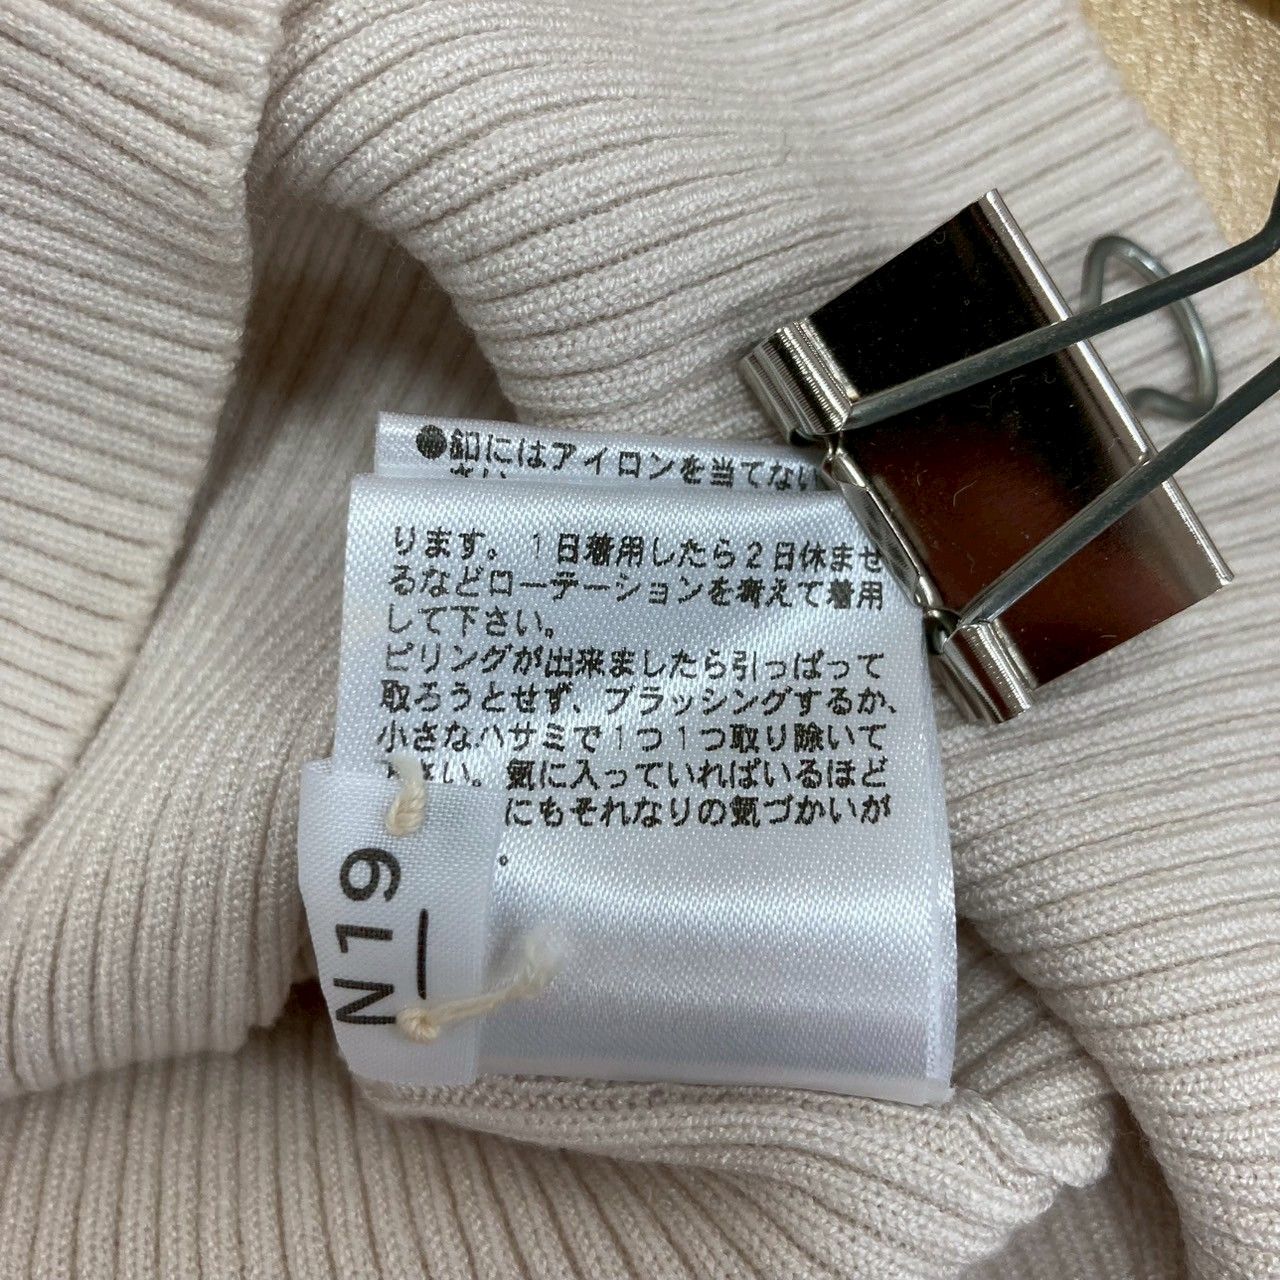 ●釦にはアイロンを当てない
さい
ります。1日着用したら2日休ませ
るなどローテーションを考えて着用
して下さい。
ピリングが出来ましたら引っぱって
取ろうとせず、ブラッシングするか、
小さなハサミで1つ1つ取り除いて
さい。氣に入っていればいるほど
にもそれなりの氣づかいが
。
N19